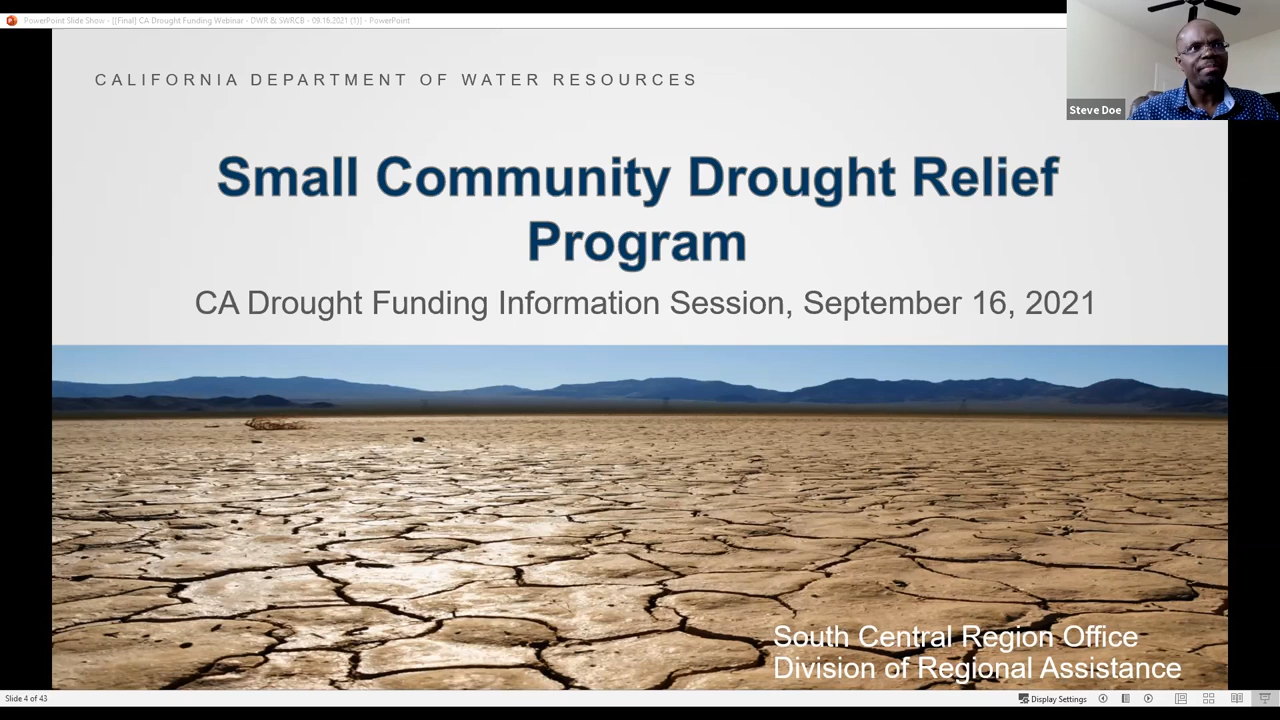 PowerPoint Slide Show - [[Final] CA Drought Funding Webinar - DWR & SWRCB - 09.16.2021 (1)] - PowerPoint
CALIFORNIA DEPARTMENT OF WATER RESOURCES
Steve Doe
Small Community Drought Relief
Program
CA Drought Funding Information Session, September 16, 2021
South Central Region Office
Division of Regional Assistance
Slide 4 of 43
Display Settings